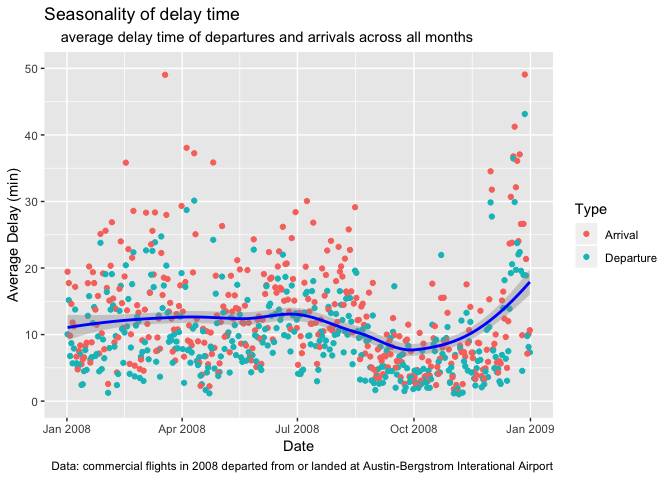 Seasonality of delay time
average delay time of departures and arrivals across all months
50
40
30
20
10
0
Average Delay (min)
Jan 2008
Apr 2008
Jul 2008
Oct 2008
Jan 2009
Date
Type
Arrival
Departure
Data: commercial flights in 2008 departed from or landed at Austin-Bergstrom Interational Airport